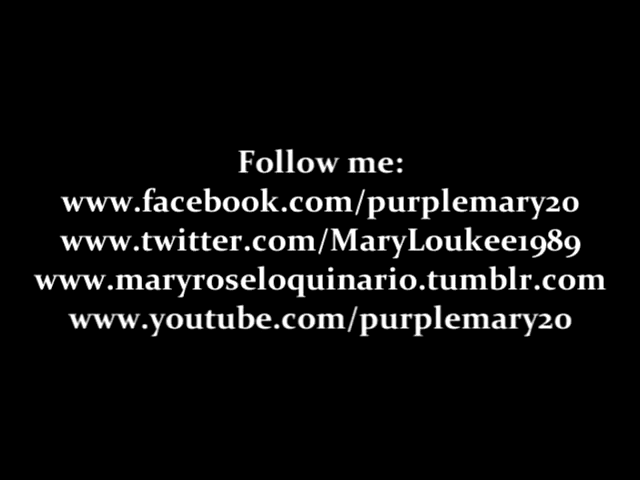 Follow me:
www.facebook.com/purplemary20
www.twitter.com/MaryLoukee1989
www.maryroseloquinario.tumblr.com
www.youtube.com/purplemary20